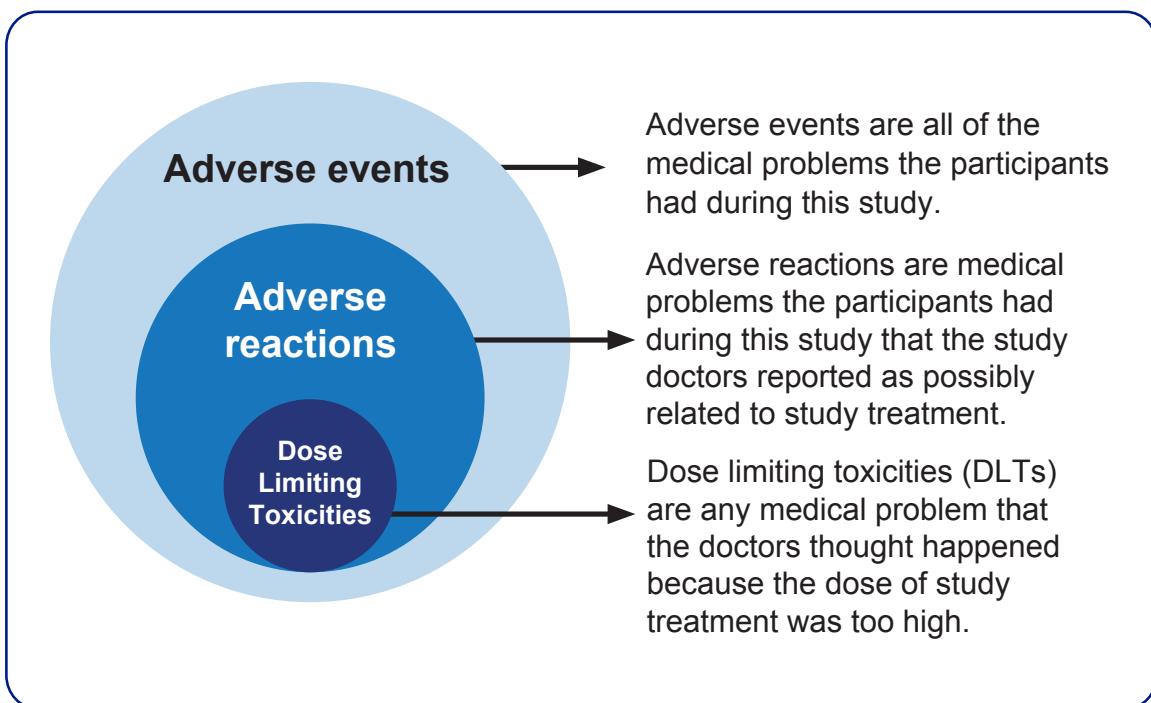 Adverse events
Adverse
reactions
Dose
Limiting
Toxicities
Adverse events are all of the
medical problems the participants
had during this study.
Adverse reactions are medical
problems the participants had
during this study that the study
doctors reported as possibly
related to study treatment.
Dose limiting toxicities (DLTs)
are any medical problem that
the doctors thought happened
because the dose of study
treatment was too high.